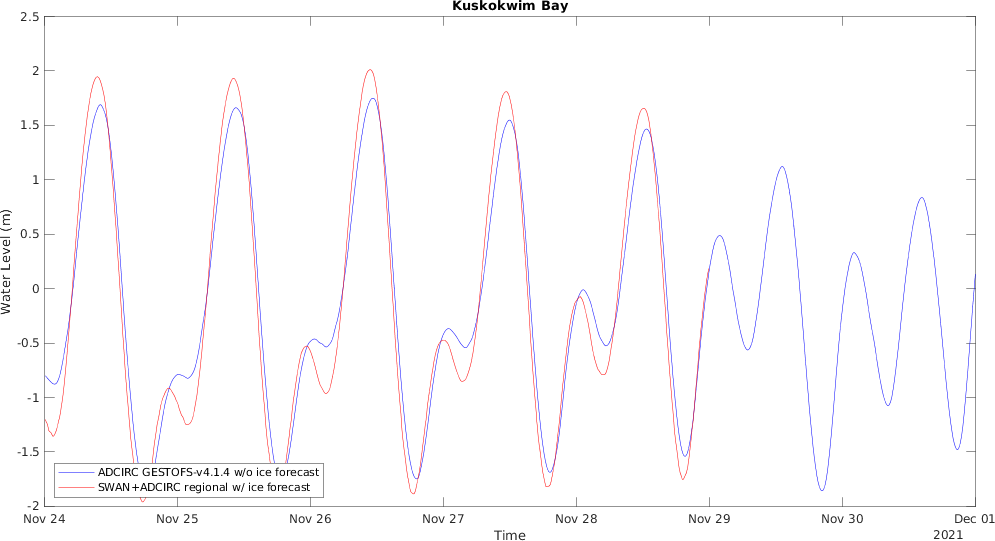 Kuskokwim Bay
2.5
2
1.5
1
0.5
0
-0.5
-1
-1.5
-2
Water Level (m)
ADCIRC GESTOFS-v4.1.4 w/o ice forecast
SWAN+ADCIRC regional w/ ice forecast
Nov 24
Nov 25
Nov 26
Nov 27
Nov 28
Nov 29
Nov 30
Dec 01
Time
2021